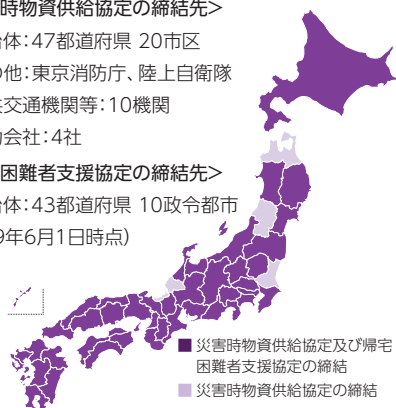 時物資供給協定の締結先>
体:47都道府県 20市区
他:東京消防庁、陸上自衛隊
交通機関等:10機関
会社:4社
困難者支援協定の締結先>
体:43都道府県 10政令都市
9年6月1日時点)
■災害時物資供給協定及び帰宅
困難者支援協定の締結
■災害時物資供給協定の締結